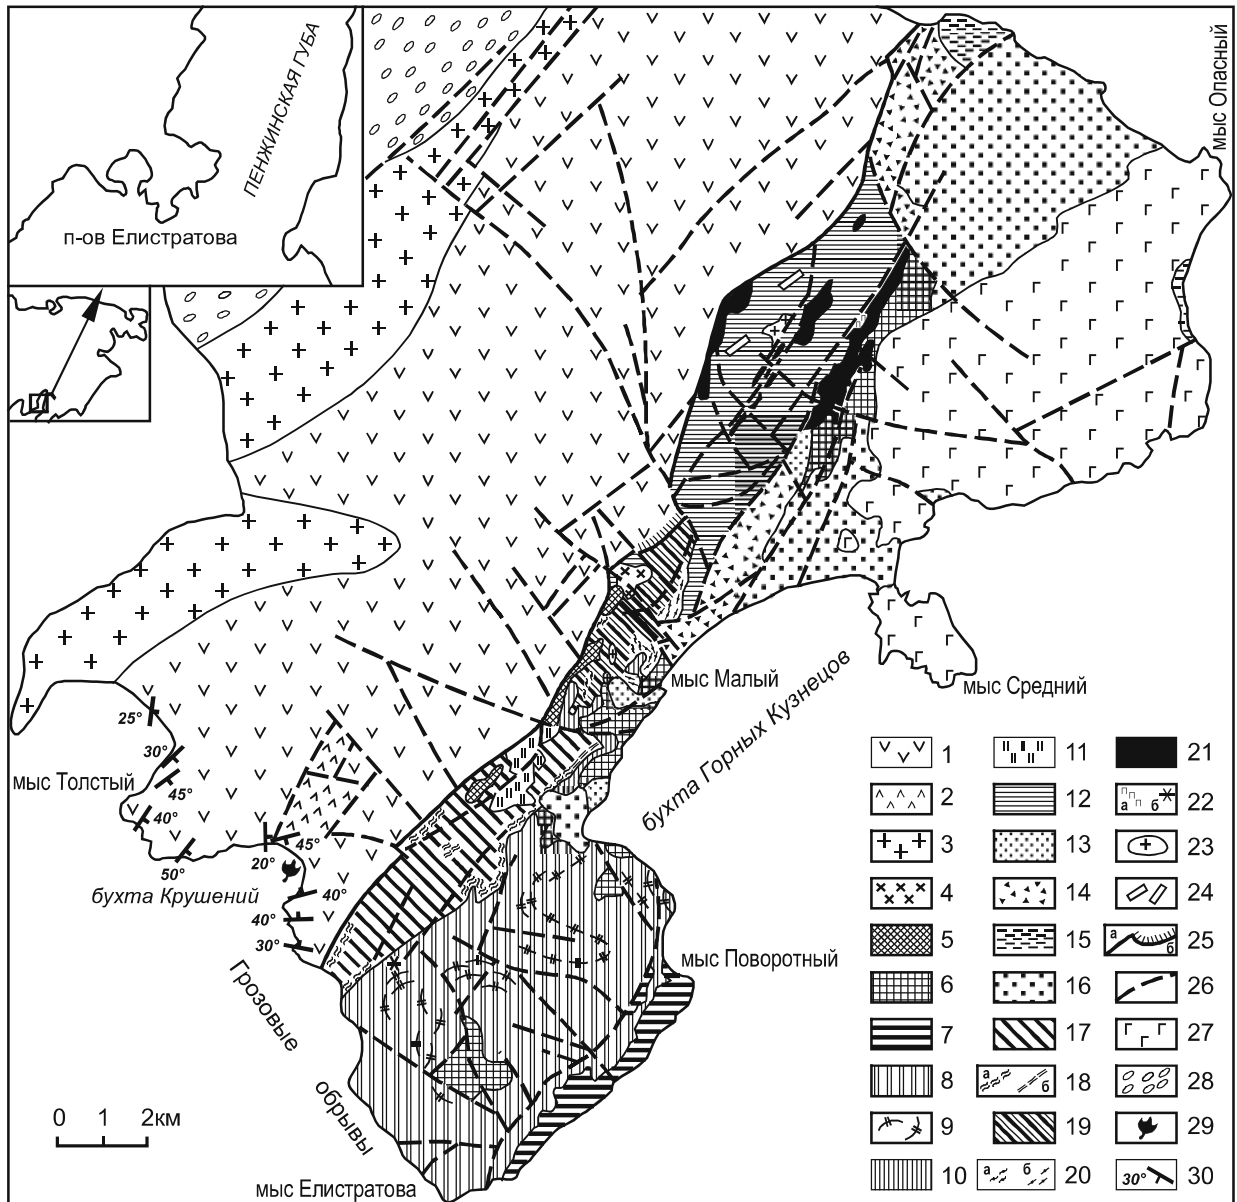 ПЕНЖИНСКАЯ ГУБА
п-ов Елистратова
мыс Опасный
мыс Малый
мыс Средний
бухта Горных Кузнецов
25°
30°
мыс Толстый
45°
40°
50°
20°
45°
бухта Крушений
40°
40°
30°
мыс Поворотный
Грозовые обрывы
0 1 2км
мыс Елистратова
1
2
3
4
5
6
7
8
9
10
11
12
13
14
15
16
17
а б 18
19
а б 20
21
а б 22
23
24
а б 25
26
27
28
29
30° 30